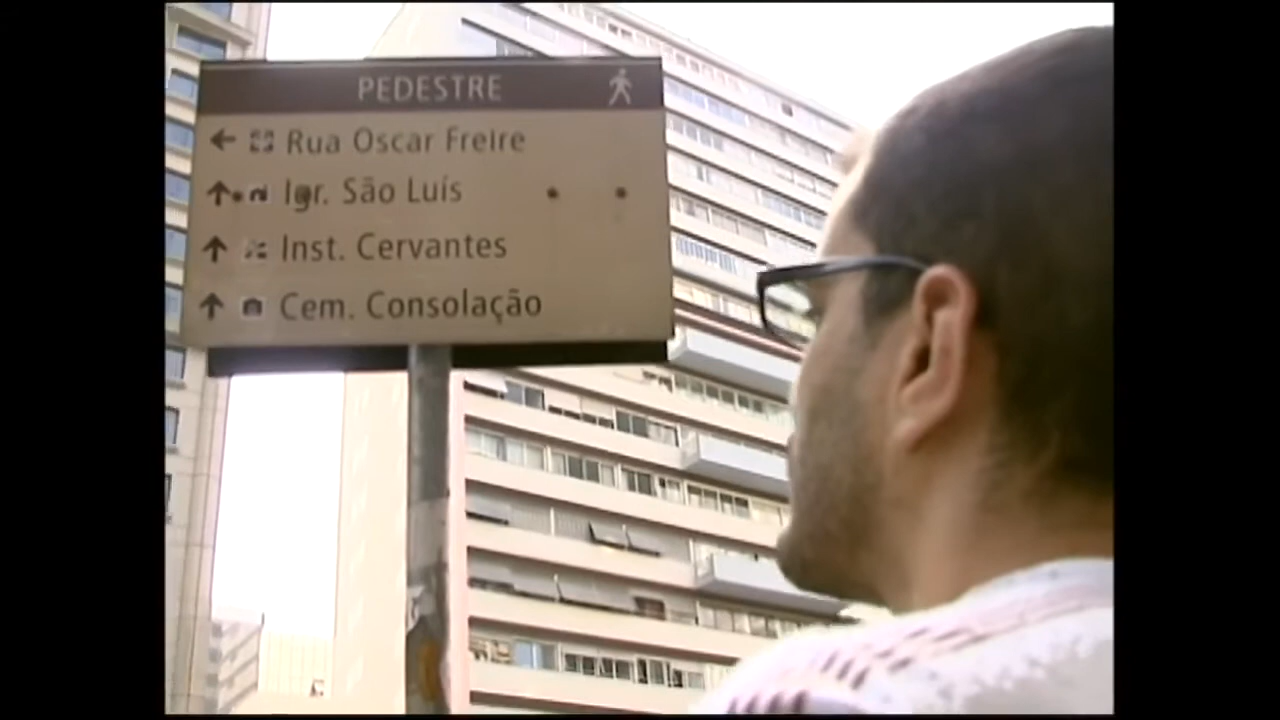 PEDESTRE
Rua Oscar Freire
Igr. São Luís
Inst. Cervantes
Cem. Consolação